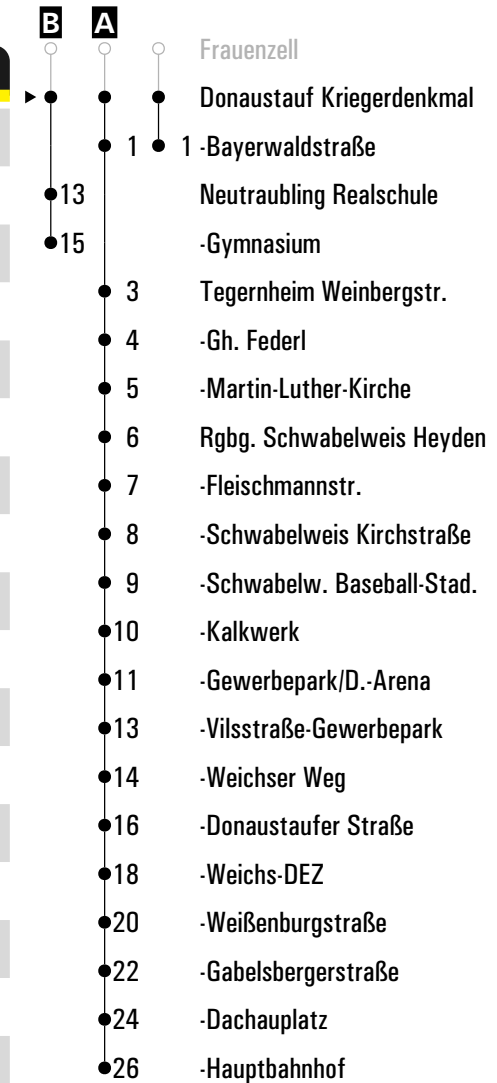 B A
Frauenzell
Donaustauf Kriegerdenkmal
1 1 -Bayerwaldstraße
13 Neutraubling Realschule
15 -Gymnasium
3 Tegernheim Weinbergstr.
4 -Gh. Federl
5 -Martin-Luther-Kirche
6 Rgbg. Schwabelweis Heyden
7 -Fleischmannstr.
8 -Schwabelweis Kirchstraße
9 -Schwabelw. Baseball-Stad.
10 -Kalkwerk
11 -Gewerbepark/D.-Arena
13 -Vilsstraße-Gewerbepark
14 -Weichser Weg
16 -Donaustaufer Straße
18 -Weichs-DEZ
20 -Weißenburgstraße
22 -Gabelsbergerstraße
24 -Dachauplatz
26 -Hauptbahnhof